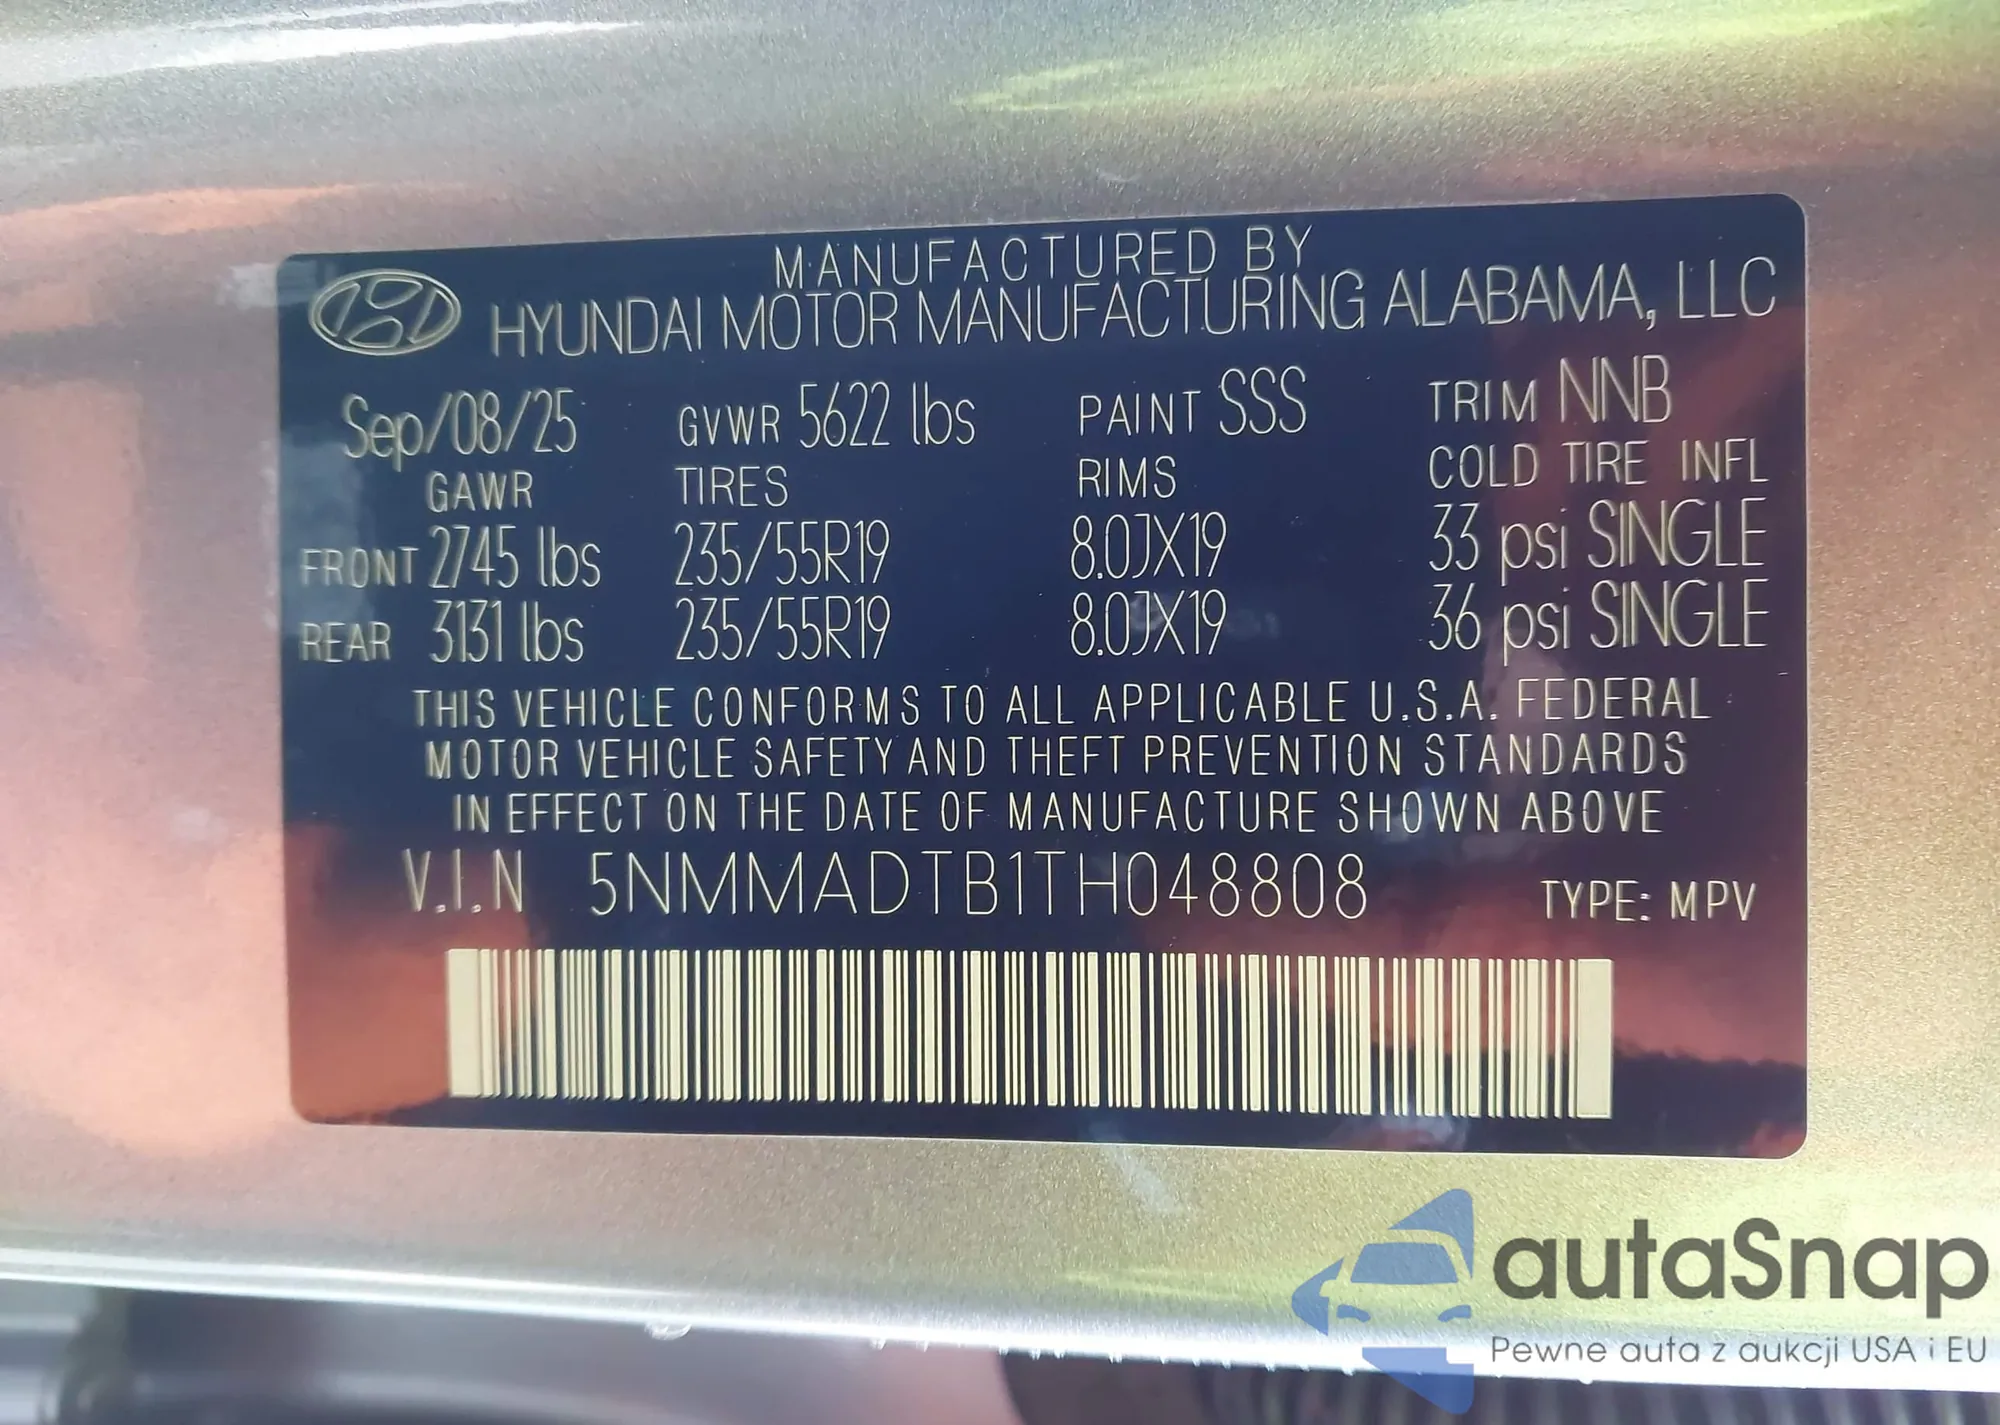 MANUFACTURED BY
HYUNDAI MOTOR MANUFACTURING ALABAMA, LLC
Sep/08/25 GVWR 5622 lbs PAINT SSS TRIM NNB
GAWR TIRES RIMS COLD TIRE INFL
FRONT 2745 lbs 235/55R19 8.0JX19 33 psi SINGLE
REAR 3131 lbs 235/55R19 8.0JX19 36 psi SINGLE
THIS VEHICLE CONFORMS TO ALL APPLICABLE U.S.A. FEDERAL
MOTOR VEHICLE SAFETY AND THEFT PREVENTION STANDARDS
IN EFFECT ON THE DATE OF MANUFACTURE SHOWN ABOVE
V.I.N 5NMMADTB1TH048808 TYPE: MPV
autaSnap
Pewne auta z aukcji USA i EU